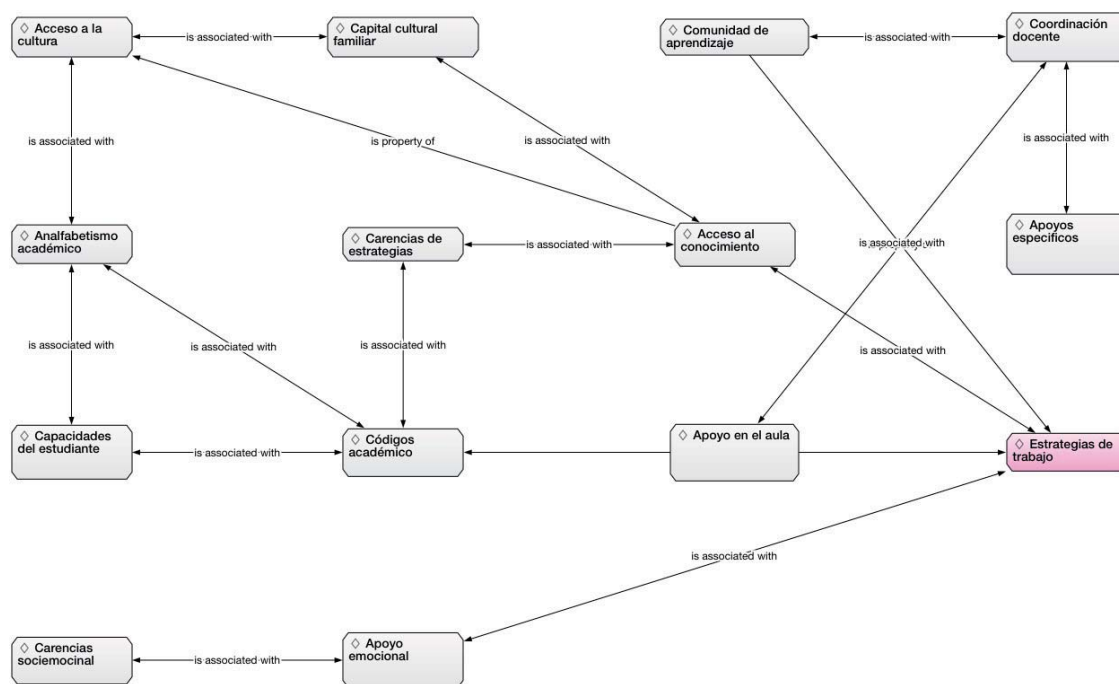 ◇ Acceso a la
cultura
is associated with
◇ Capital cultural
familiar
◇ Comunidad de
aprendizaje
is associated with
◇ Coordinación
docente
is associated with
is property of
is associated with
is associated with
◇ Analfabetismo
académico
◇ Carencias de
estrategias
is associated with
◇ Acceso al
conocimiento
is associated with
◇ Apoyos
específicos
is associated with
is associated with
is associated with
is associated with
◇ Capacidades
del estudiante
is associated with
◇ Códigos
académico
◇ Apoyo en el aula
◇ Estrategias de
trabajo
is associated with
◇ Carencias
sociemocinal
is associated with
◇ Apoyo
emocional